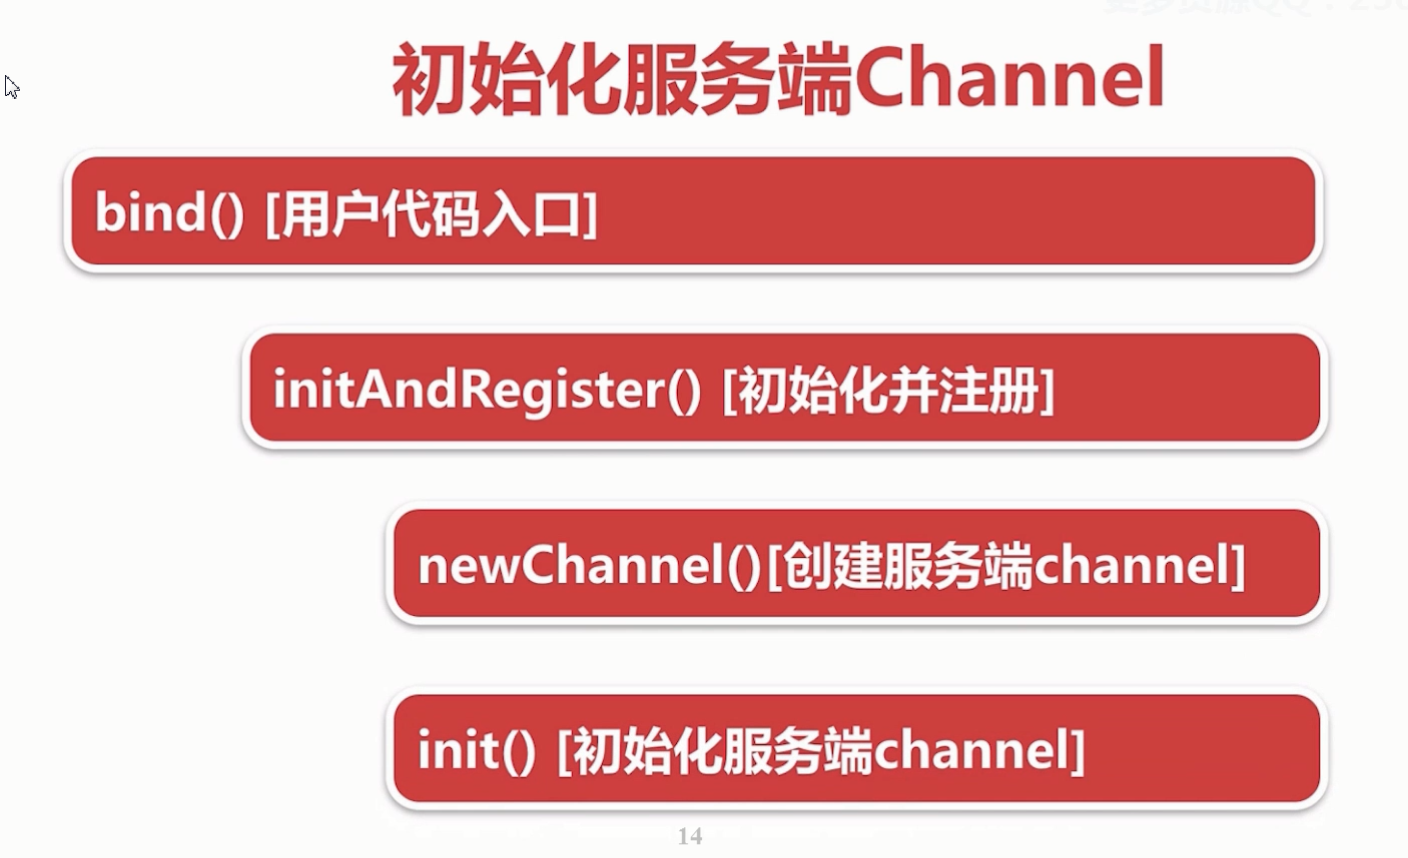 初始化服务端Channel
bind() [用户代码入口]
initAndRegister() [初始化并注册]
newChannel()[创建服务端channel]
init() [初始化服务端channel]
14